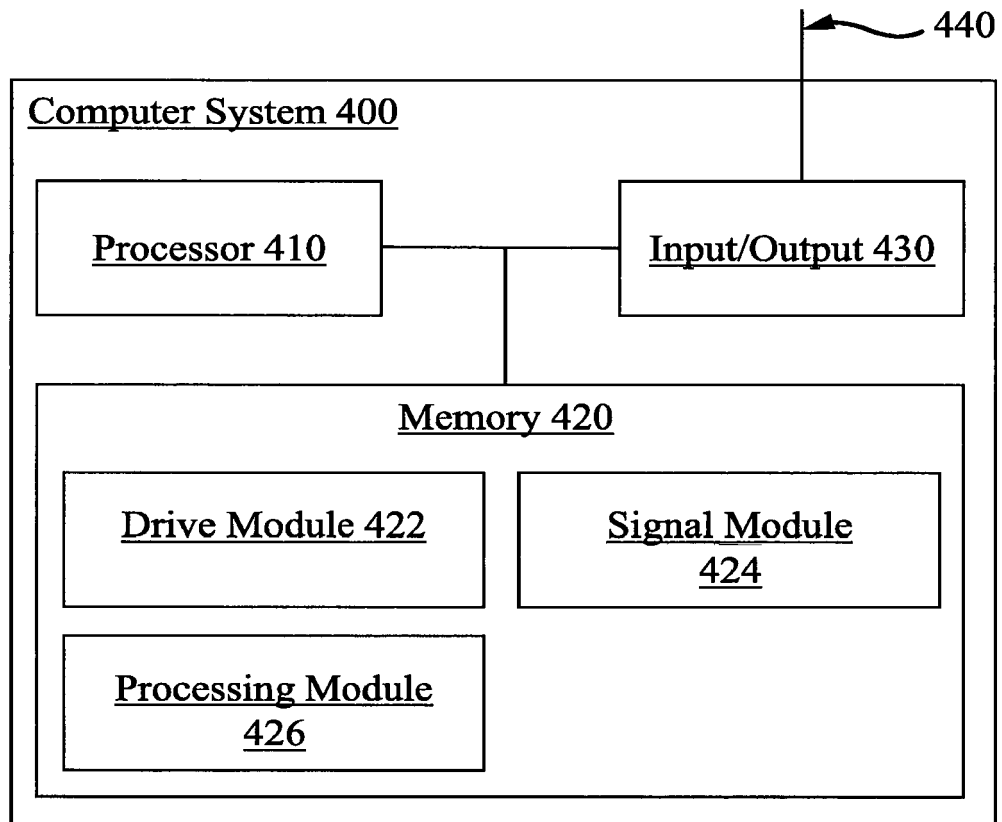 440
Computer System 400
Processor 410
Input/Output 430
Memory 420
Drive Module 422
Signal Module
424
Processing Module
426